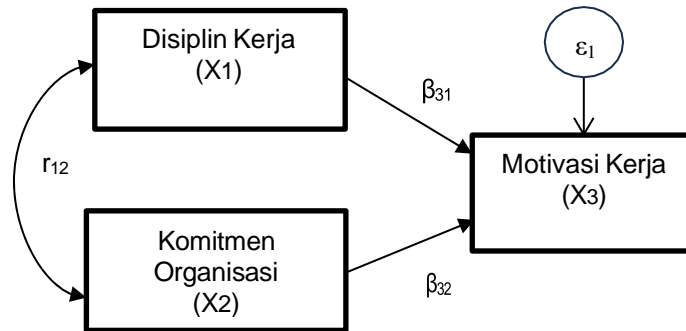 Disiplin Kerja
(X1)
ε₁
β₃₁
r₁₂
Motivasi Kerja
(X3)
Komitmen
Organisasi
(X2)
β₃₂